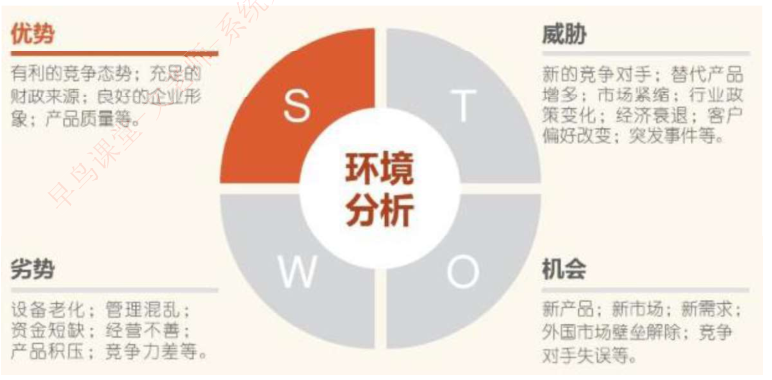 优势
有利的竞争态势；充足的
财政来源；良好的企业形
象；产品质量等。
威胁
新的竞争对手；替代产品
增多；市场紧缩；行业政
策变化；经济衰退；客户
偏好改变；突发事件等。
S
T
环境
分析
W
O
劣势
设备老化；管理混乱；
资金短缺；经营不善；
产品积压；竞争力差等。
机会
新产品；新市场；新需求；
外国市场壁垒解除；竞争
对手失误等。
早鸟课堂